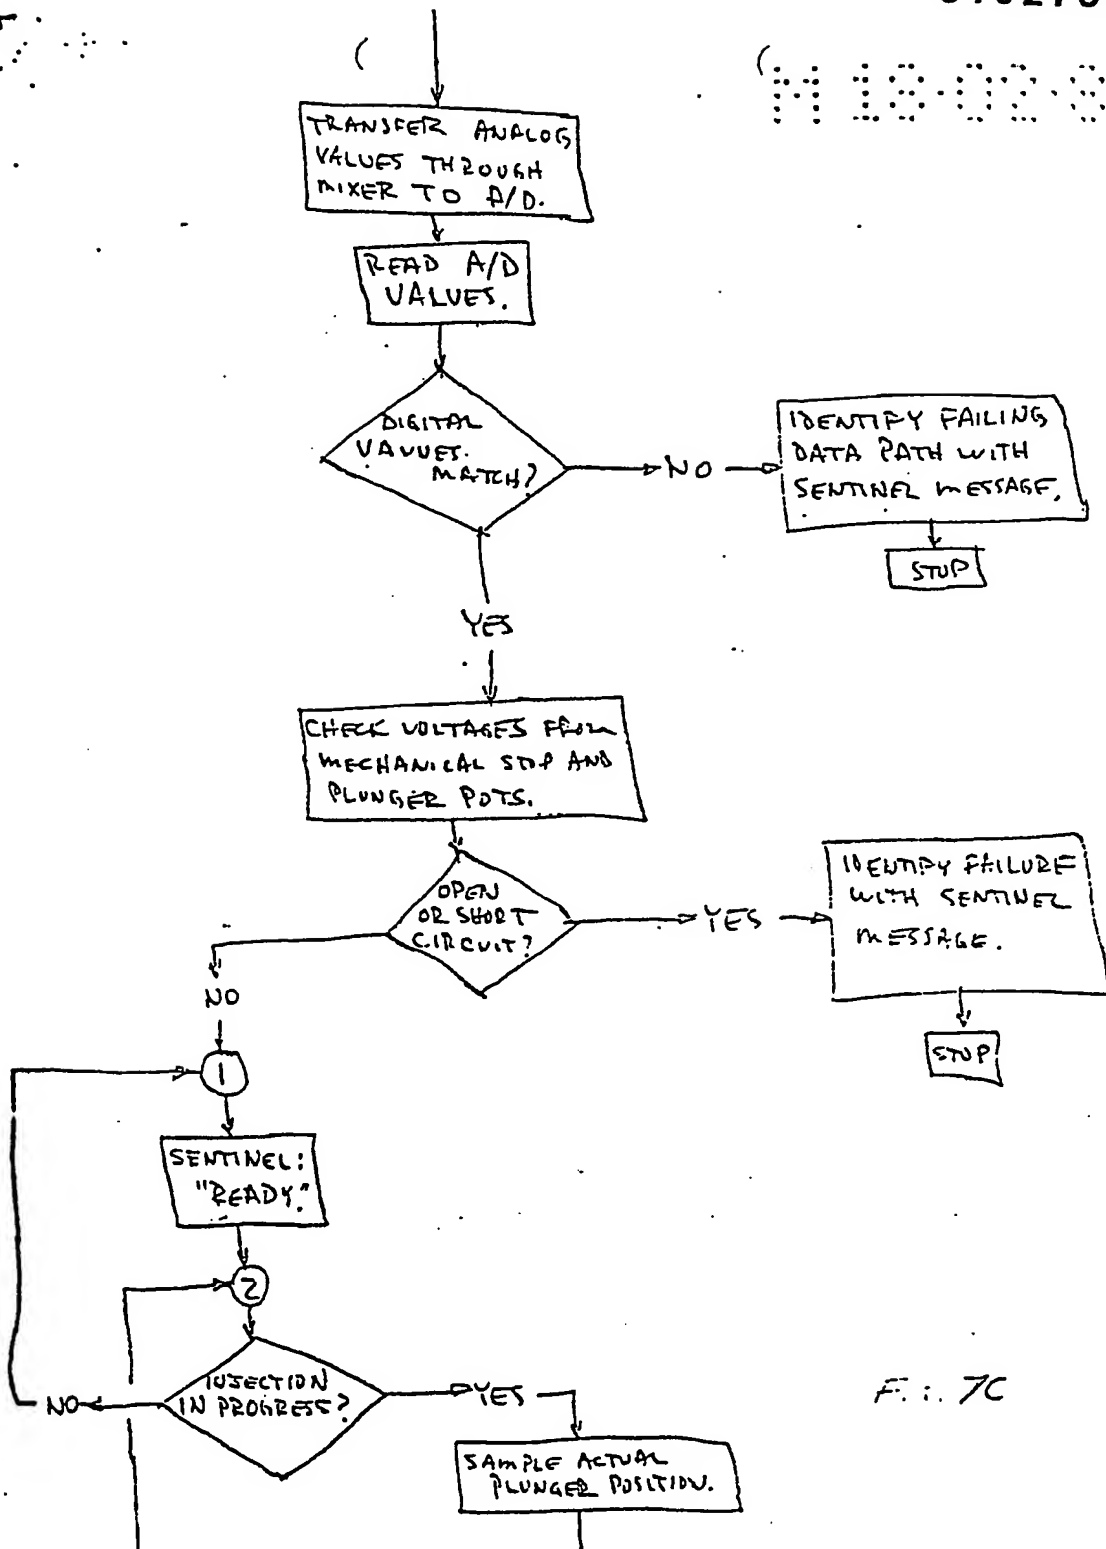 TRANSFER ANALOG
VALUES THROUGH
MIXER TO A/D.
READ A/D
VALUES.
DIGITAL
VALUES
MATCH?
NO
IDENTIFY FAILING
DATA PATH WITH
SENTINEL MESSAGE.
STOP
YES
CHECK VOLTAGES FROM
MECHANICAL STOP AND
PLUNGER POTS.
OPEN
OR SHORT
CIRCUIT?
YES
IDENTIFY FAILURE
WITH SENTINEL
MESSAGE.
STOP
NO
1
SENTINEL:
"READY."
2
INJECTION
IN PROGRESS?
NO
YES
SAMPLE ACTUAL
PLUNGER POSITION.
7C